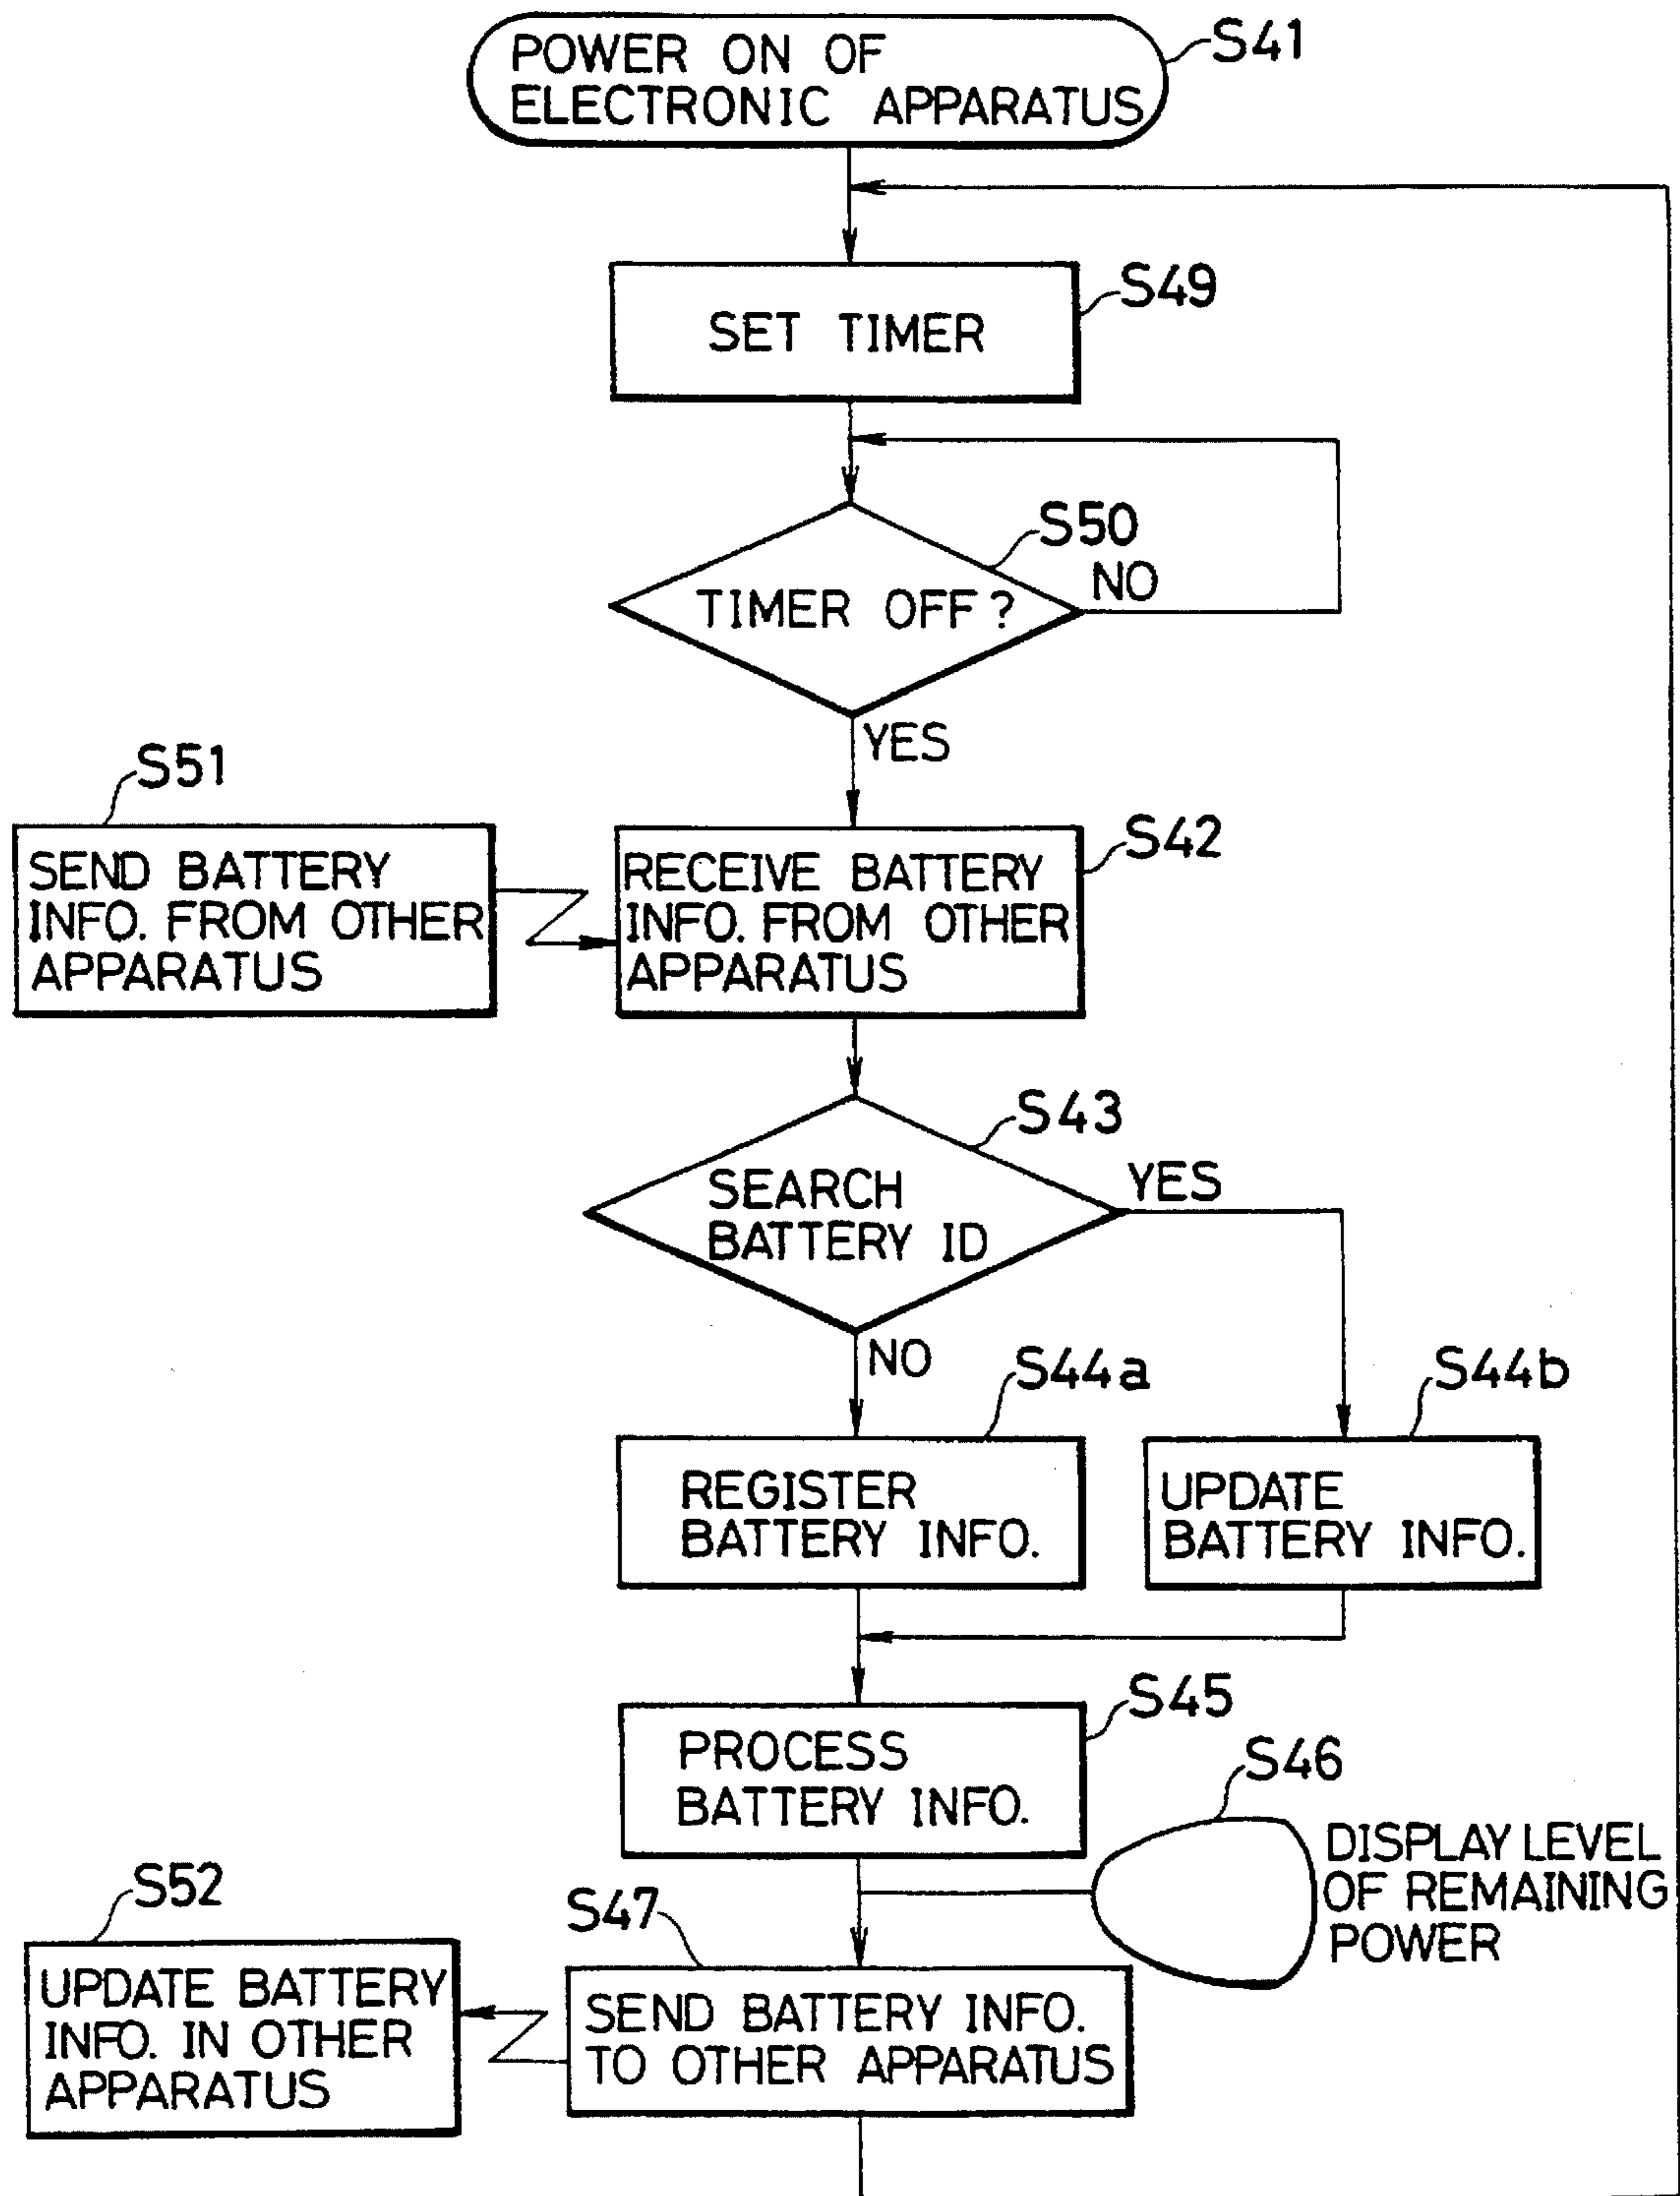 POWER ON OF
ELECTRONIC APPARATUS
S41
S49
SET TIMER
S50
TIMER OFF?
NO
YES
S51
SEND BATTERY
INFO. FROM OTHER
APPARATUS
S42
RECEIVE BATTERY
INFO. FROM OTHER
APPARATUS
S43
SEARCH
BATTERY ID
YES
NO
S44a
REGISTER
BATTERY INFO.
S44b
UPDATE
BATTERY INFO.
S45
PROCESS
BATTERY INFO.
S46
DISPLAY LEVEL
OF REMAINING
POWER
S52
UPDATE BATTERY
INFO. IN OTHER
APPARATUS
S47
SEND BATTERY INFO.
TO OTHER APPARATUS